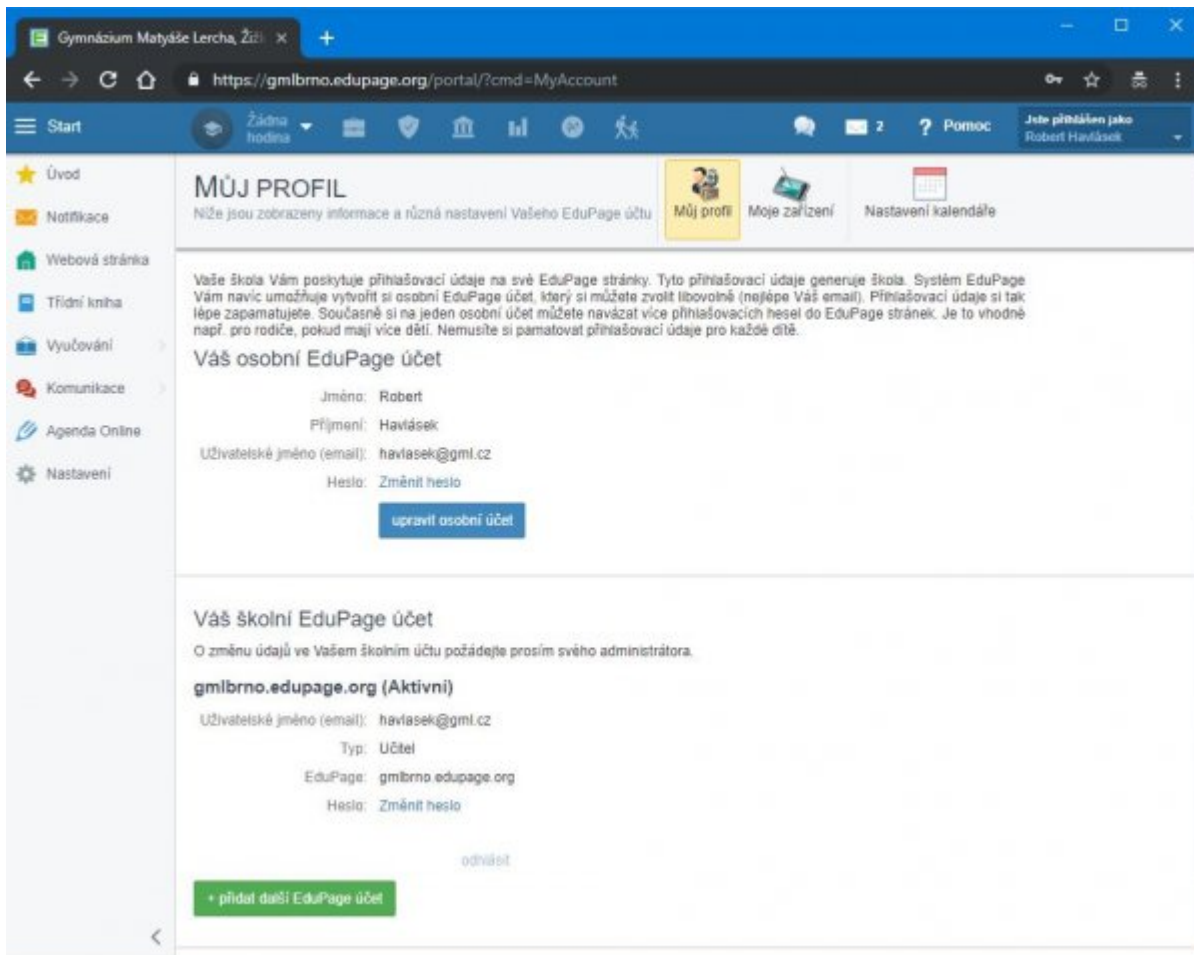 Gymnázium Matyáše Lercha, Žiž
https://gmlbrno.edupage.org/portal/?cmd=MyAccount
Start
Žádna hodina
2
? Pomoc
Jste přihlášen jako
Robert Havlásek
Úvod
Notifikace
Webová stránka
Třídní kniha
Vyučování
Komunikace
Agenda Online
Nastavení
MŮJ PROFIL
Níže jsou zobrazeny informace a různá nastavení Vašeho EduPage účtu
Můj profil
Moje zařízení
Nastavení kalendáře
Vaše škola Vám poskytuje přihlašovací údaje na své EduPage stránky. Tyto přihlašovací údaje generuje škola. Systém EduPage
Vám navíc umožňuje vytvořit si osobní EduPage účet, který si můžete zvolit libovolně (nejlépe Váš email). Přihlašovací údaje si tak
lépe zapamatujete. Současně si na jeden osobní účet můžete navázat více přihlašovacích hesel do EduPage stránek. Je to vhodné
např. pro rodiče, pokud mají více dětí. Nemusíte si pamatovat přihlašovací údaje pro každé dítě.
Váš osobní EduPage účet
Jméno: Robert
Příjmení: Havlásek
Uživatelské jméno (email): havlasek@gml.cz
Heslo: Změnit heslo
upravit osobní účet
Váš školní EduPage účet
O změnu údajů ve Vašem školním účtu požádejte prosím svého administrátora.
gmlbrno.edupage.org (Aktivní)
Uživatelské jméno (email): havlasek@gml.cz
Typ: Učitel
EduPage: gmlbrno.edupage.org
Heslo: Změnit heslo
odhlásit
+ přidat další EduPage účet